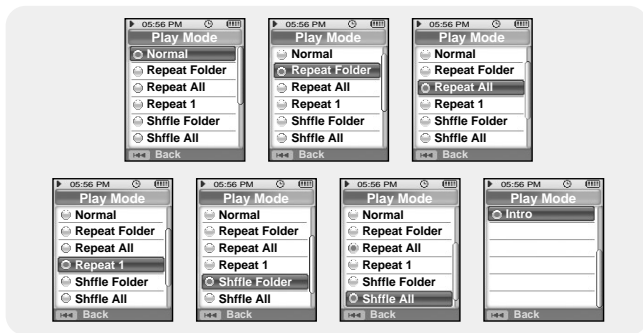 05:56 PM
Play Mode
Normal
Repeat Folder
Repeat All
Repeat 1
Shffle Folder
Shffle All
Back
05:56 PM
Play Mode
Normal
Repeat Folder
Repeat All
Repeat 1
Shffle Folder
Shffle All
Back
05:56 PM
Play Mode
Normal
Repeat Folder
Repeat All
Repeat 1
Shffle Folder
Shffle All
Back
05:56 PM
Play Mode
Normal
Repeat Folder
Repeat All
Repeat 1
Shffle Folder
Shffle All
Back
05:56 PM
Play Mode
Normal
Repeat Folder
Repeat All
Repeat 1
Shffle Folder
Shffle All
Back
05:56 PM
Play Mode
Normal
Repeat Folder
Repeat All
Repeat 1
Shffle Folder
Shffle All
Back
05:56 PM
Play Mode
Intro
Back